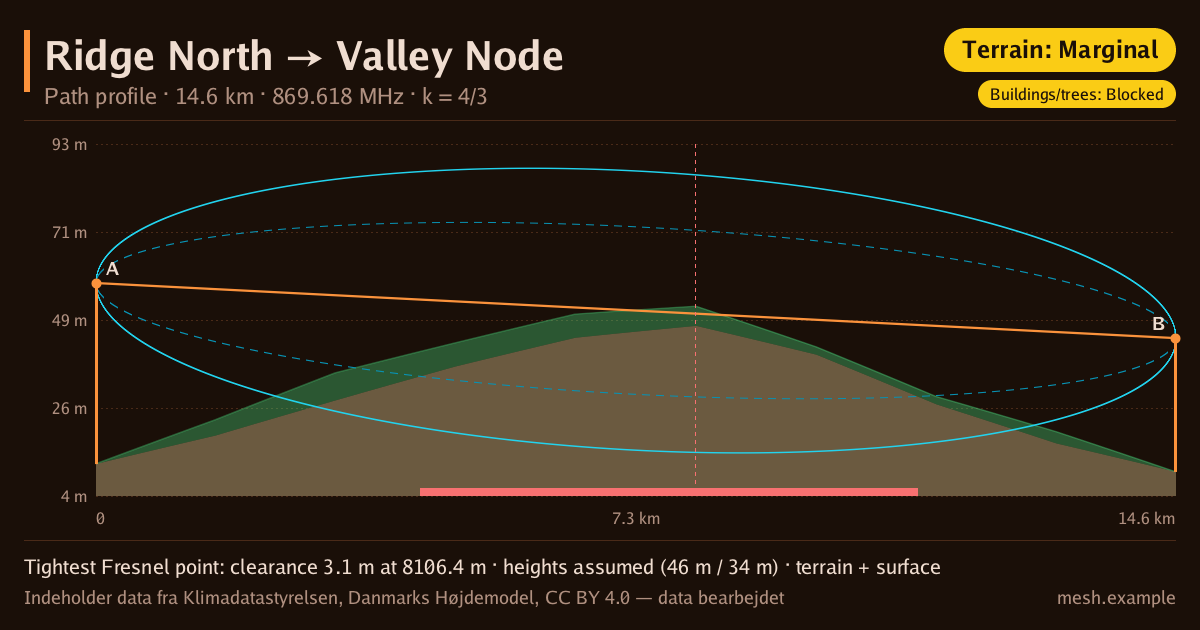 Ridge North → Valley Node
Terrain: Marginal
Path profile · 14.6 km · 869.618 MHz · k = 4/3
Buildings/trees: Blocked
93 m
71 m
A
49 m
B
26 m
4 m
0
7.3 km
14.6 km
Tightest Fresnel point: clearance 3.1 m at 8106.4 m · heights assumed (46 m / 34 m) · terrain + surface
Indeholder data fra Klimadatastyrelsen, Danmarks Højdemodel, CC BY 4.0 — data bearbejdet
mesh.example